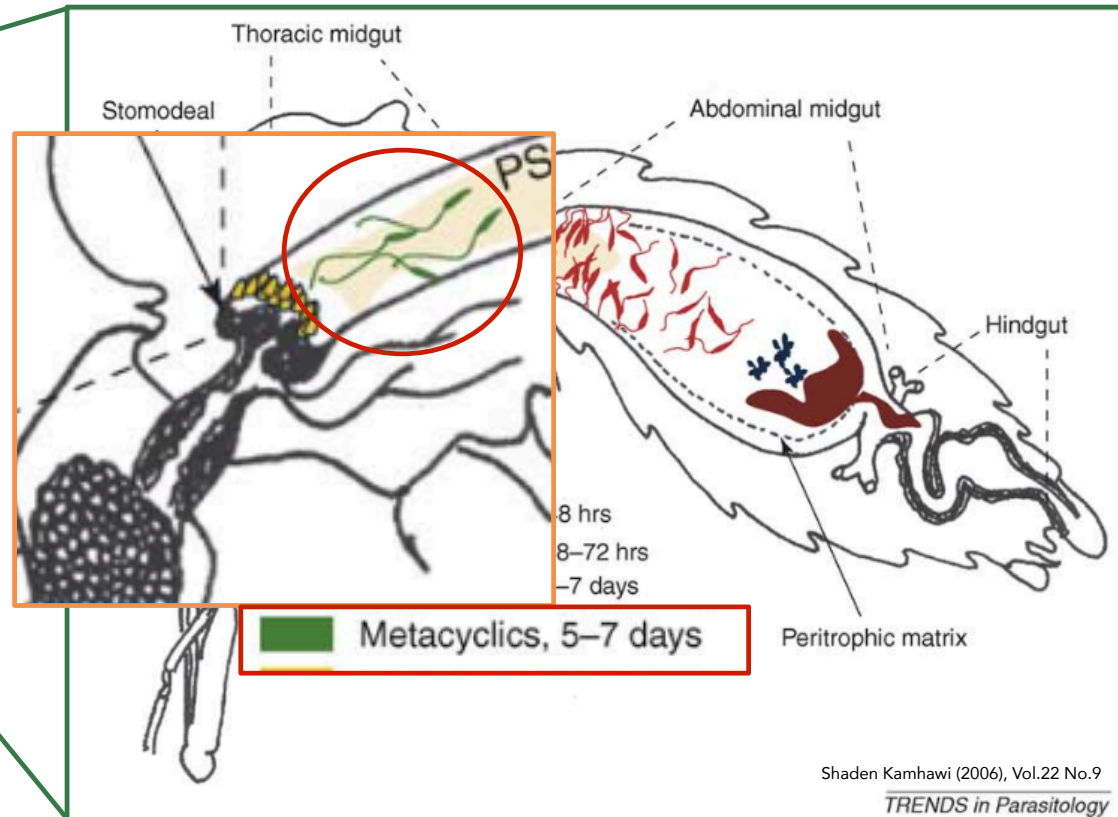 Thoracic midgut
Stomodeal
Abdominal midgut
PS
Hindgut
8 hrs
8–72 hrs
–7 days
Peritrophic matrix
Metacyclics, 5–7 days
Shaden Kamhawi (2006), Vol.22 No.9
TRENDS in Parasitology